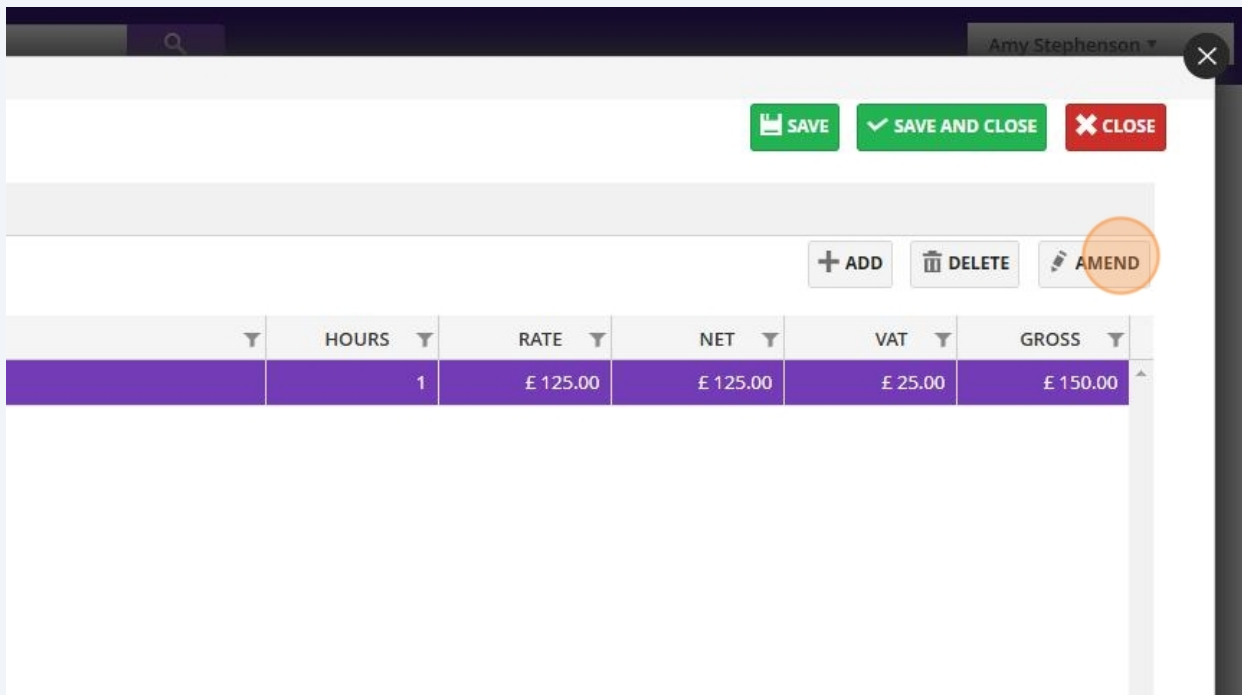 Amy Stephenson
SAVE SAVE AND CLOSE CLOSE
ADD DELETE AMEND
HOURS RATE NET VAT GROSS
1 £ 125.00 £ 125.00 £ 25.00 £ 150.00